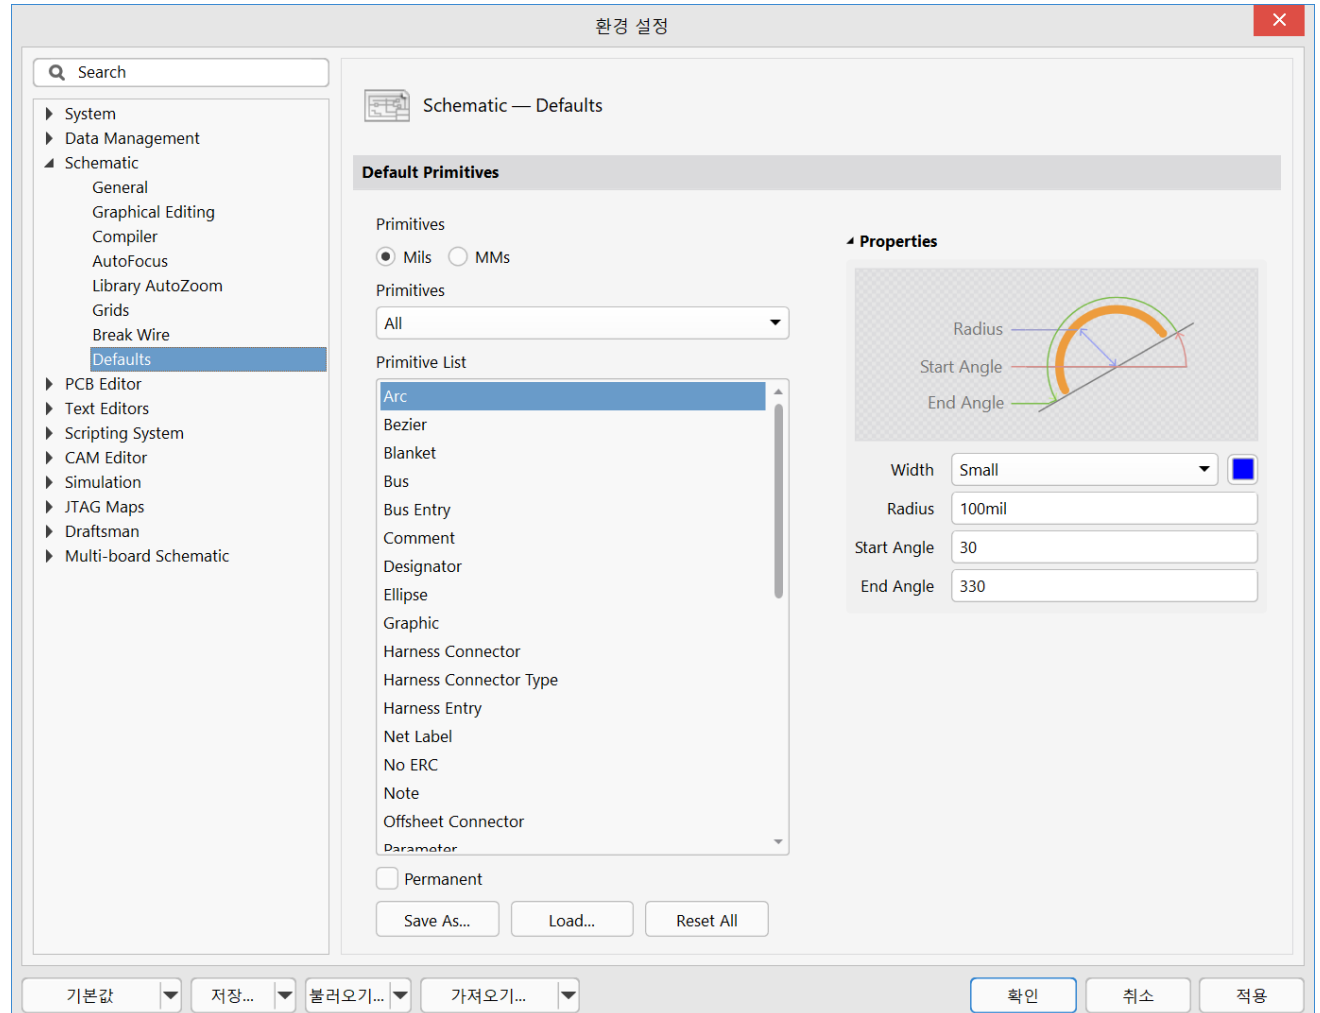 환경 설정
Search
System
Data Management
Schematic
General
Graphical Editing
Compiler
AutoFocus
Library AutoZoom
Grids
Break Wire
Defaults
PCB Editor
Text Editors
Scripting System
CAM Editor
Simulation
JTAG Maps
Draftsman
Multi-board Schematic
Schematic — Defaults
Default Primitives
Primitives
Mils MMs
Primitives
All
Primitive List
Arc
Bezier
Blanket
Bus
Bus Entry
Comment
Designator
Ellipse
Graphic
Harness Connector
Harness Connector Type
Harness Entry
Net Label
No ERC
Note
Offsheet Connector
Parameter
Permanent
Save As... Load... Reset All
Properties
Radius
Start Angle
End Angle
Width Small
Radius 100mil
Start Angle 30
End Angle 330
기본값 저장... 불러오기... 가져오기... 확인 취소 적용